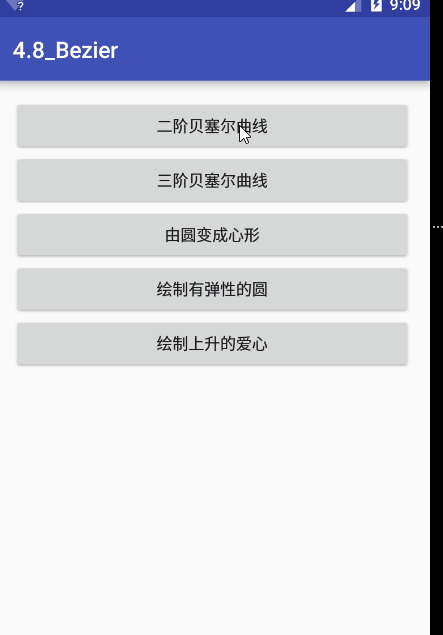 9:09
4.8_Bezier
二阶贝塞尔曲线
三阶贝塞尔曲线
由圆变成心形
绘制有弹性的圆
绘制上升的爱心